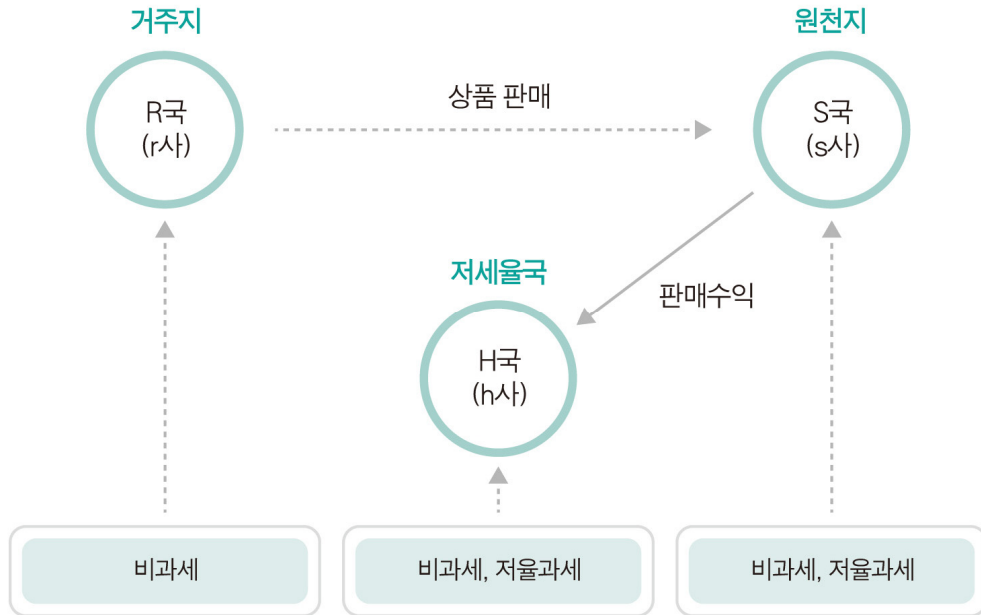 거주지
원천지
R국
(r사)
상품 판매
S국
(s사)
저세율국
판매수익
H국
(h사)
비과세
비과세, 저율과세
비과세, 저율과세